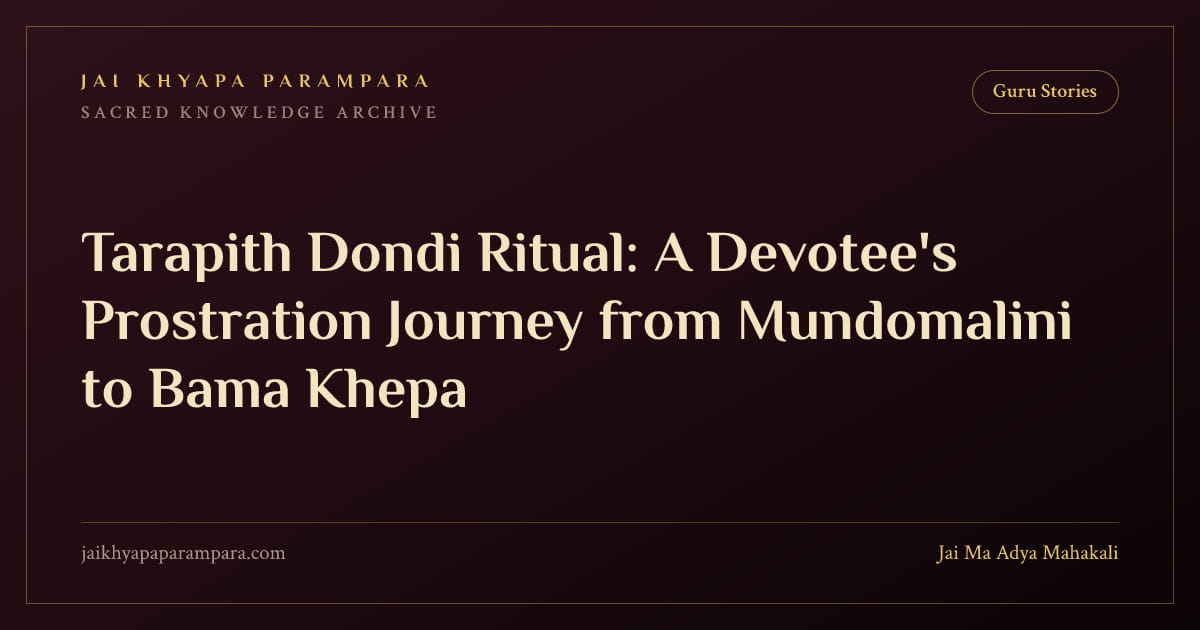 JAI KHYAPA PARAMPARA
SACRED KNOWLEDGE ARCHIVE
Guru Stories
Tarapith Dondi Ritual: A Devotee's
Prostration Journey from Mundomalini
to Bama Khepa
jaikhyapaparampara.com
Jai Ma Adya Mahakali